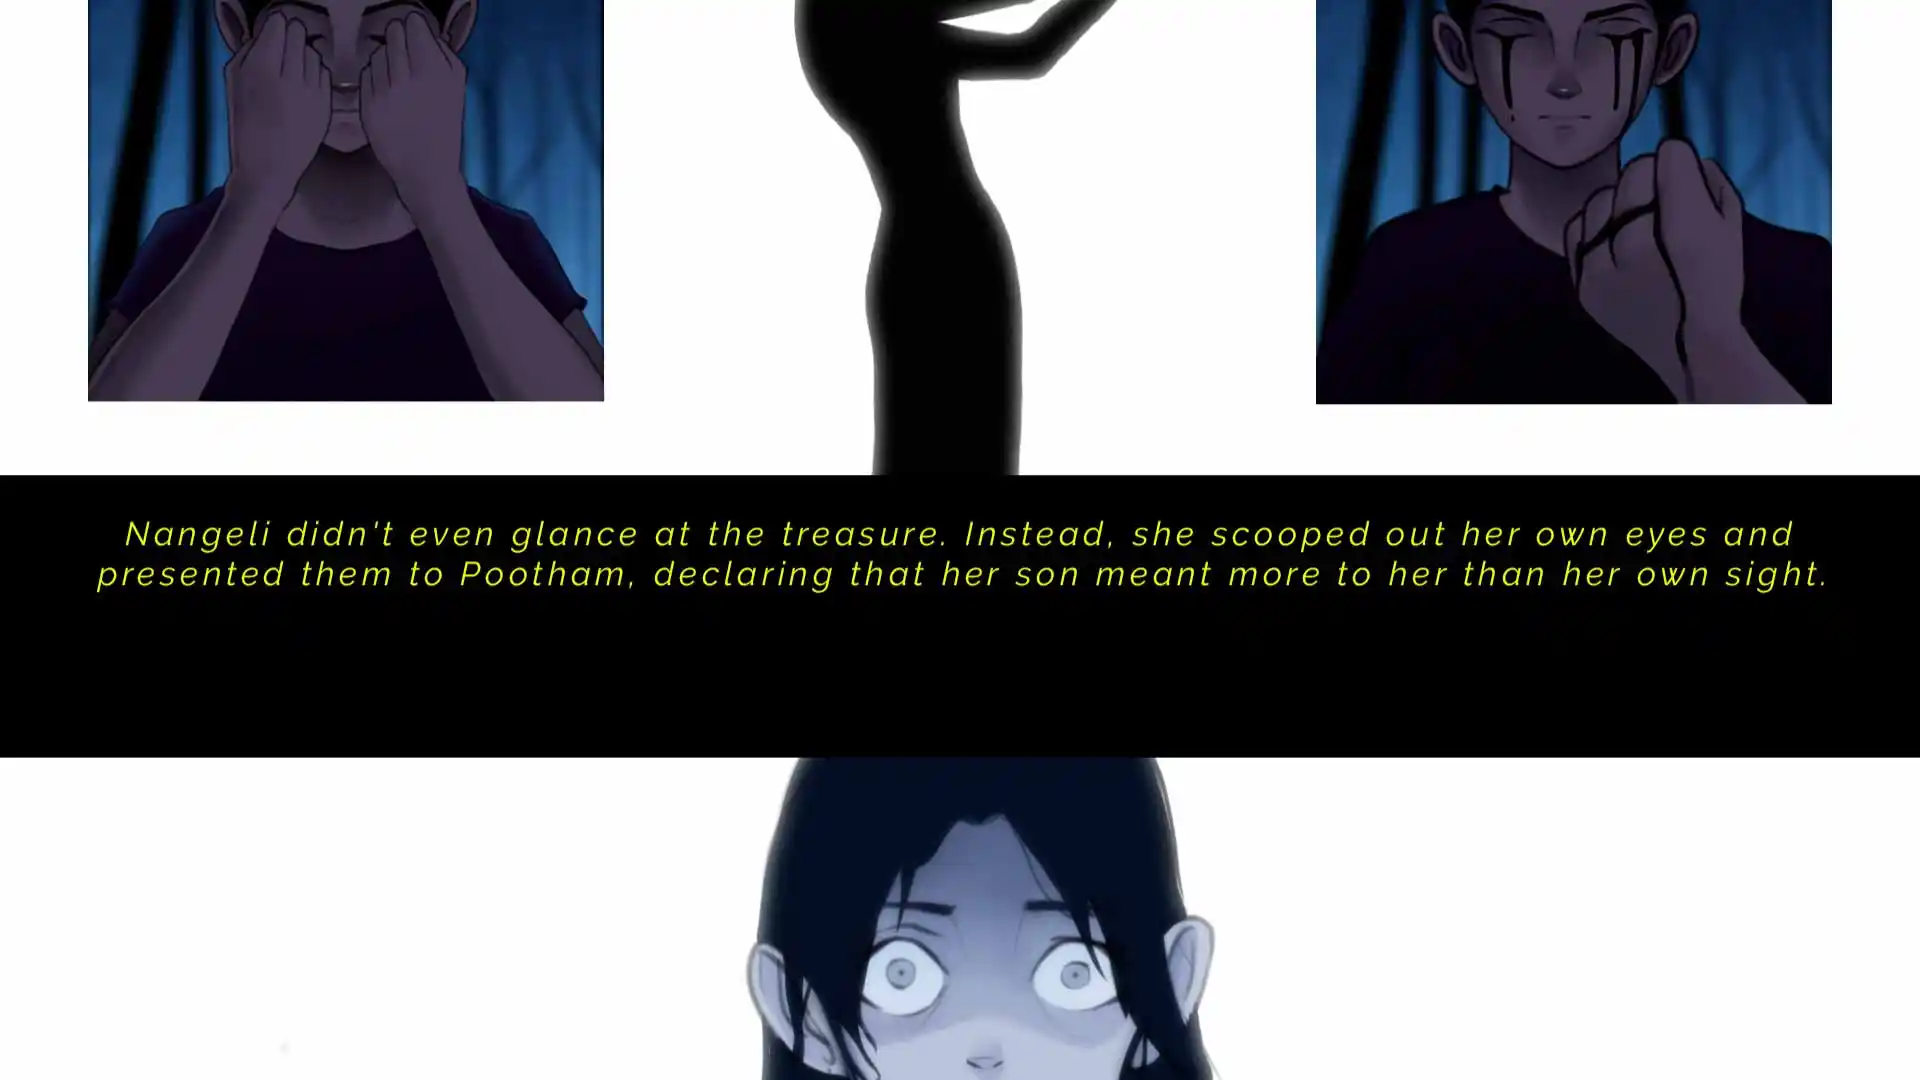 Nangeli didn't even glance at the treasure. Instead, she scooped out her own eyes and
presented them to Pootham, declaring that her son meant more to her than her own sight.